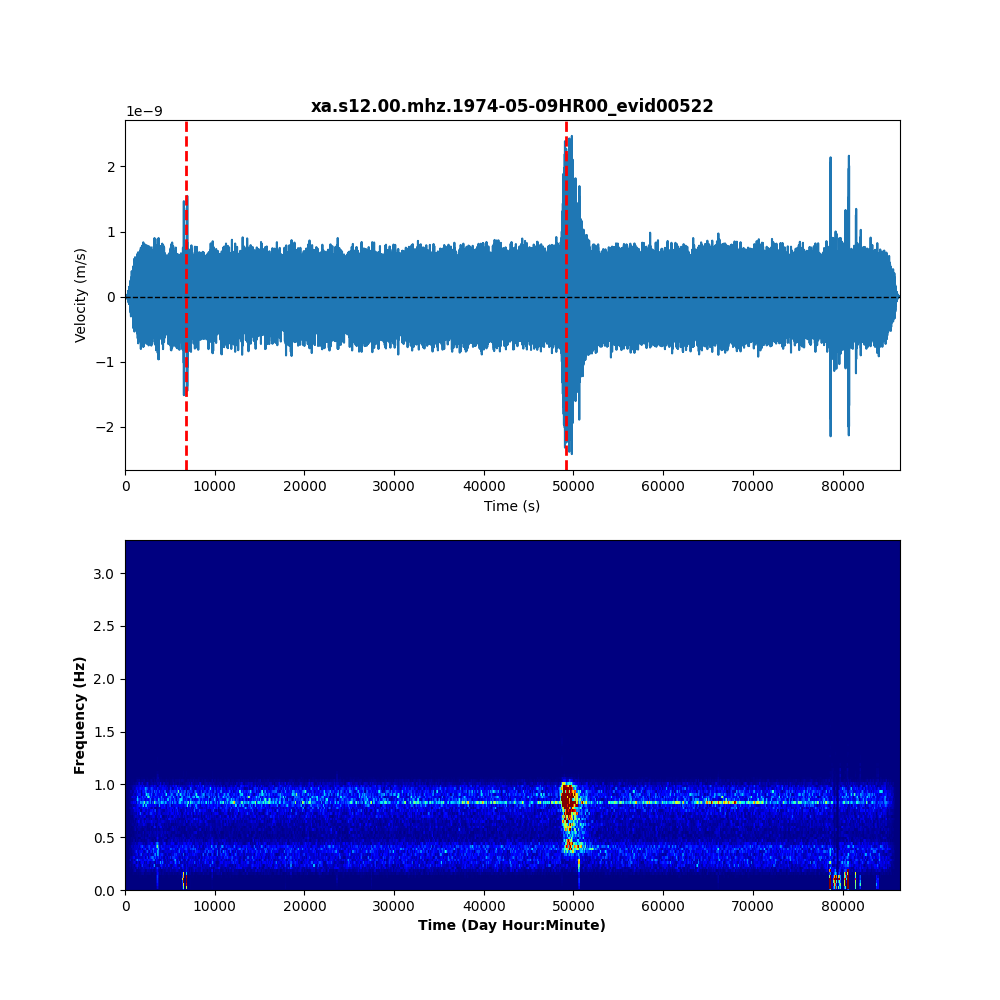 xa.s12.00.mhz.1974-05-09HR00_evid00522
1e−9
2
1
0
−1
−2
Velocity (m/s)
0 10000 20000 30000 40000 50000 60000 70000 80000
Time (s)
3.0
2.5
2.0
1.5
1.0
0.5
0.0
Frequency (Hz)
0 10000 20000 30000 40000 50000 60000 70000 80000
Time (Day Hour:Minute)